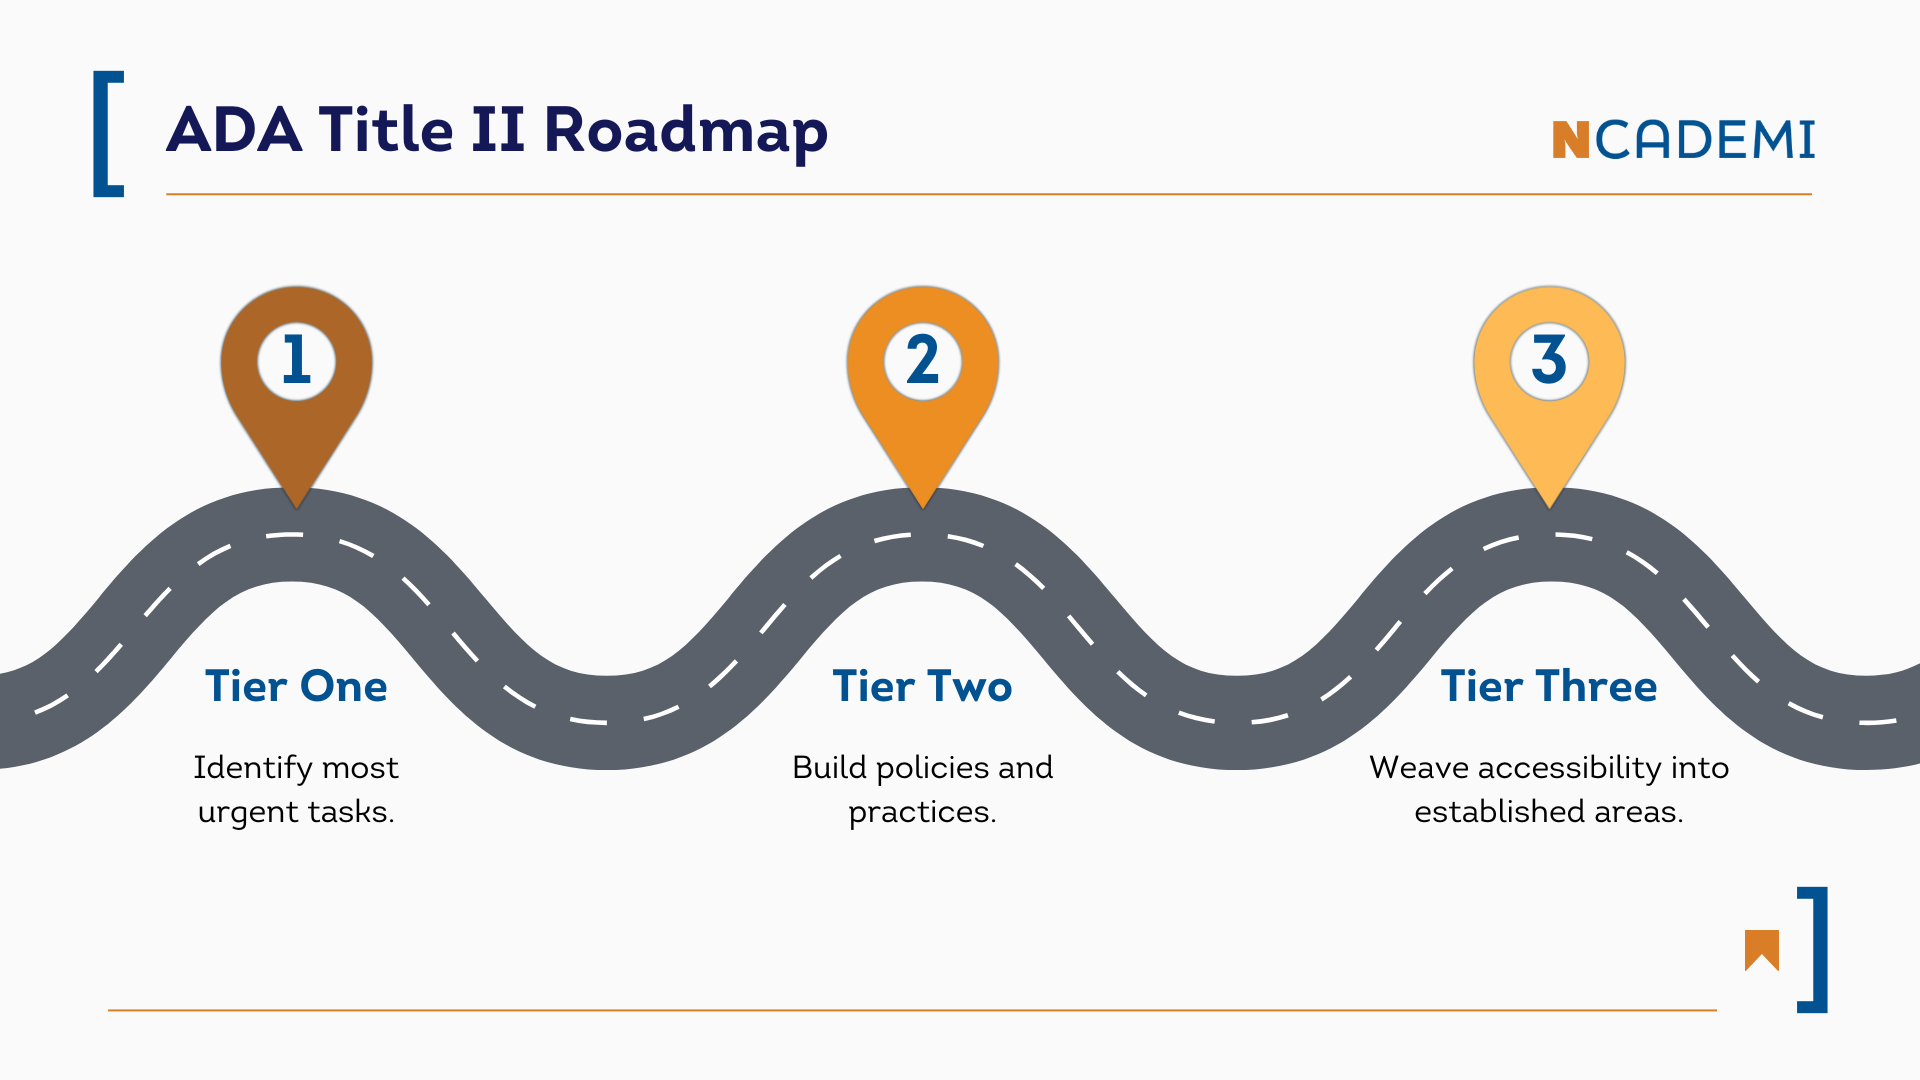 ADA Title II Roadmap
NCADEMI
1
2
3
Tier One
Identify most
urgent tasks.
Tier Two
Build policies and
practices.
Tier Three
Weave accessibility into
established areas.